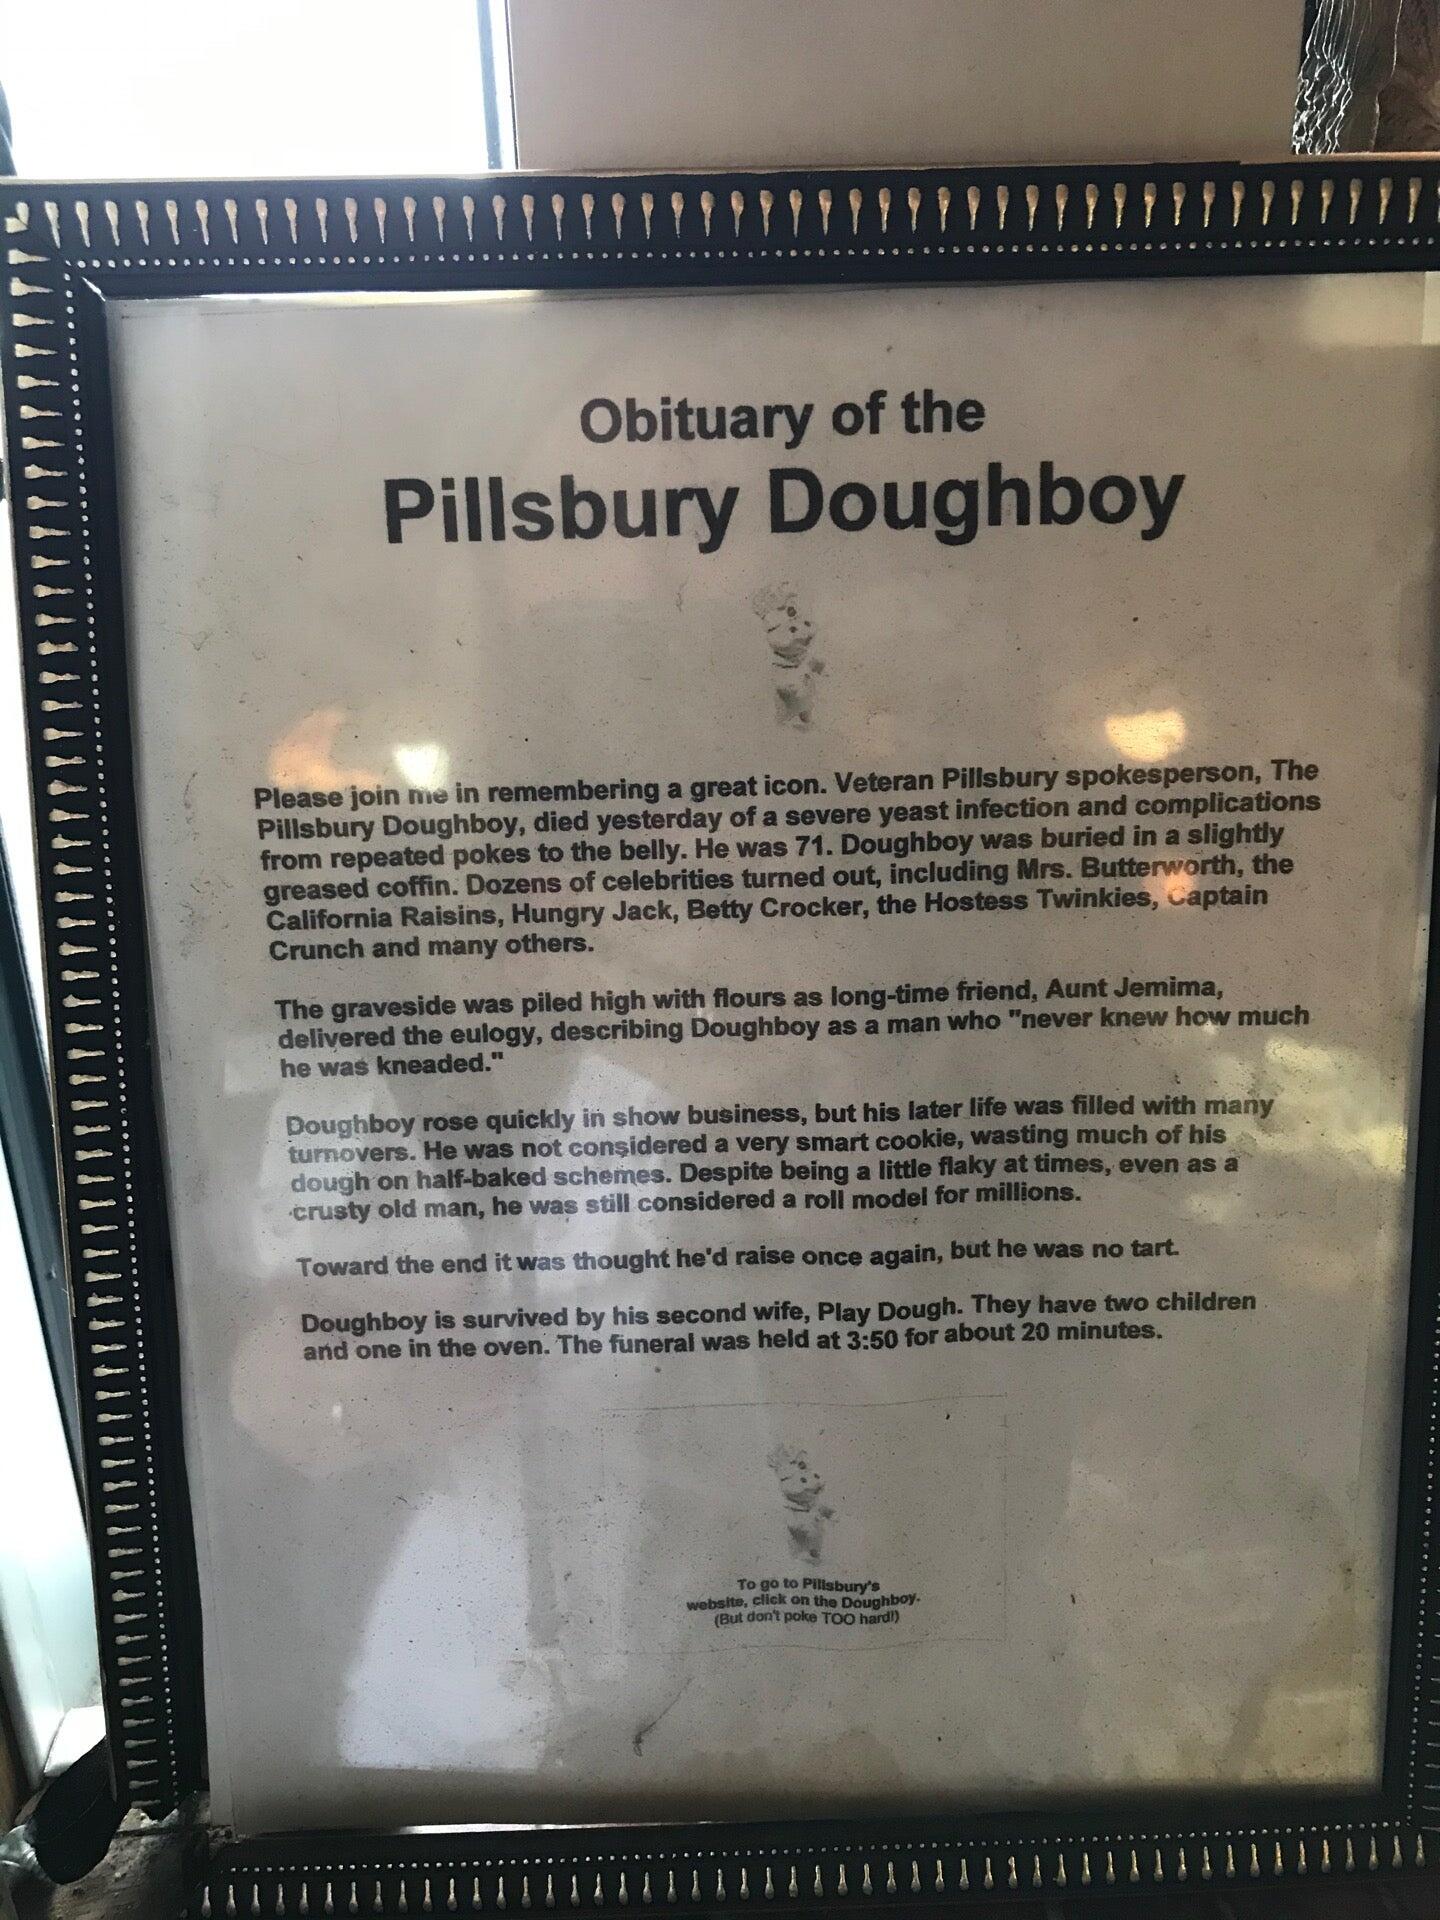 Obituary of the
Pillsbury Doughboy
Please join me in remembering a great icon. Veteran Pillsbury spokesperson, The
Pillsbury Doughboy, died yesterday of a severe yeast infection and complications
from repeated pokes to the belly. He was 71. Doughboy was buried in a slightly
greased coffin. Dozens of celebrities turned out, including Mrs. Butterworth, the
California Raisins, Hungry Jack, Betty Crocker, the Hostess Twinkies, Captain
Crunch and many others.
The graveside was piled high with flours as long-time friend, Aunt Jemima,
delivered the eulogy, describing Doughboy as a man who "never knew how much
he was kneaded."
Doughboy rose quickly in show business, but his later life was filled with many
turnovers. He was not considered a very smart cookie, wasting much of his
dough on half-baked schemes. Despite being a little flaky at times, even as a
crusty old man, he was still considered a roll model for millions.
Toward the end it was thought he'd raise once again, but he was no tart.
Doughboy is survived by his second wife, Play Dough. They have two children
and one in the oven. The funeral was held at 3:50 for about 20 minutes.
To go to Pillsbury's
website, click on the Doughboy.
(But don't poke TOO hard!)